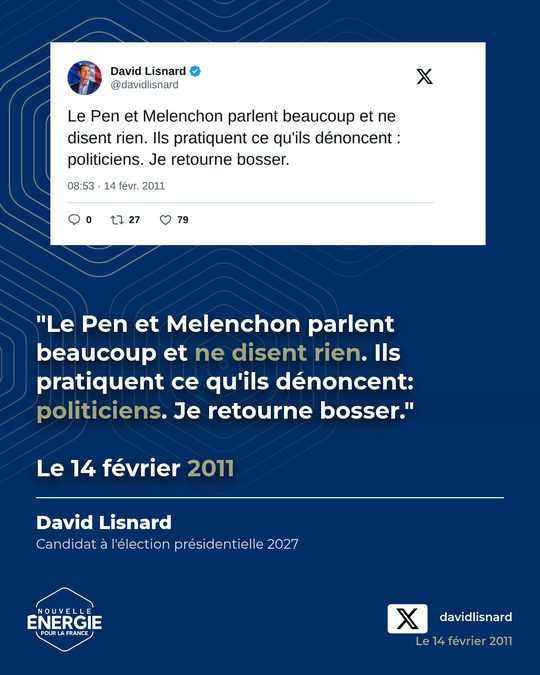 David Lisnard
@davidlisnard
Le Pen et Melenchon parlent beaucoup et ne
disent rien. Ils pratiquent ce qu'ils dénoncent :
politiciens. Je retourne bosser.
08:53 · 14 févr. 2011
0 27 79
"Le Pen et Melenchon parlent
beaucoup et ne disent rien. Ils
pratiquent ce qu'ils dénoncent:
politiciens. Je retourne bosser."
Le 14 février 2011
David Lisnard
Candidat à l'élection présidentielle 2027
NOUVELLE
ÉNERGIE
POUR LA FRANCE
davidlisnard
Le 14 février 2011